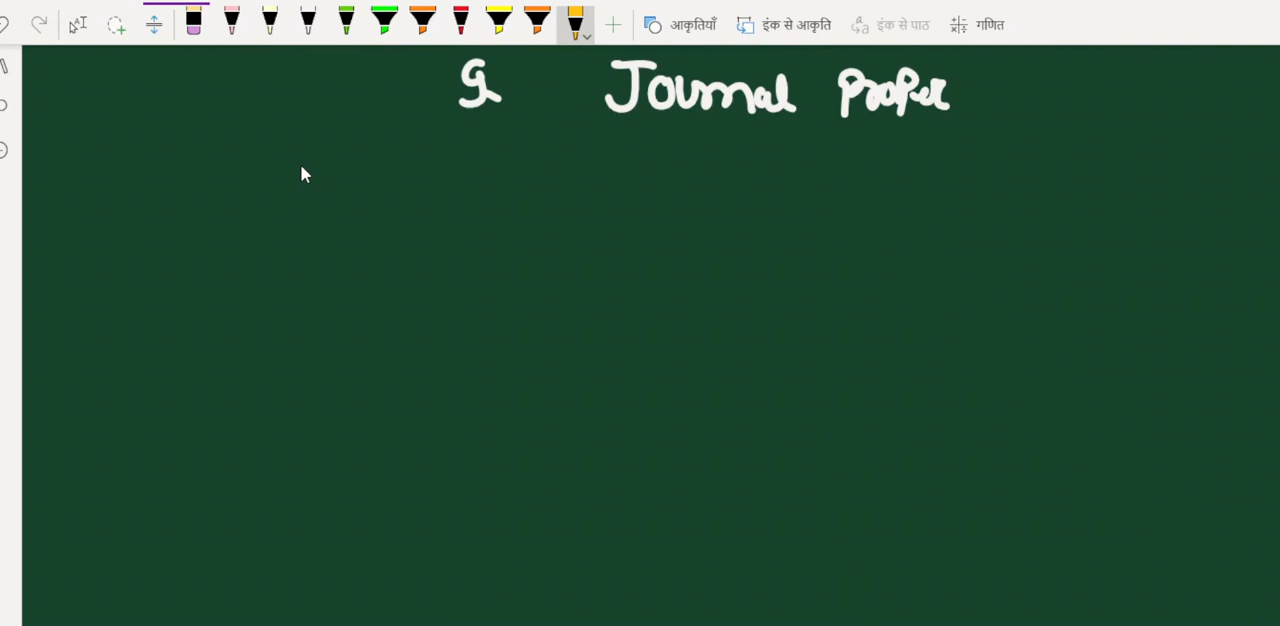 आकृतियाँ इंक से आकृति इंक से पाठ गणित
Journal Proper